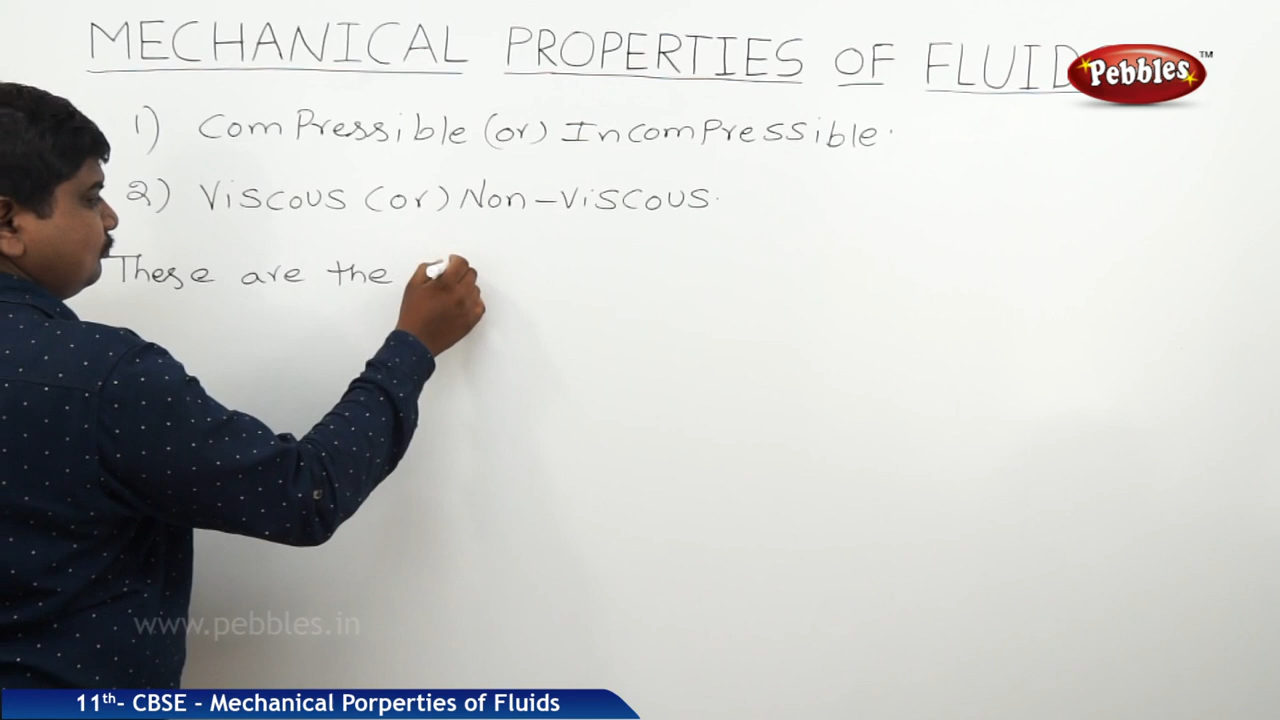 MECHANICAL PROPERTIES OF FLUID
Pebbles™
1) Compressible (or) Incompressible.
2) Viscous (or) Non-Viscous.
These are the
www.pebbles.in
11th- CBSE - Mechanical Porperties of Fluids